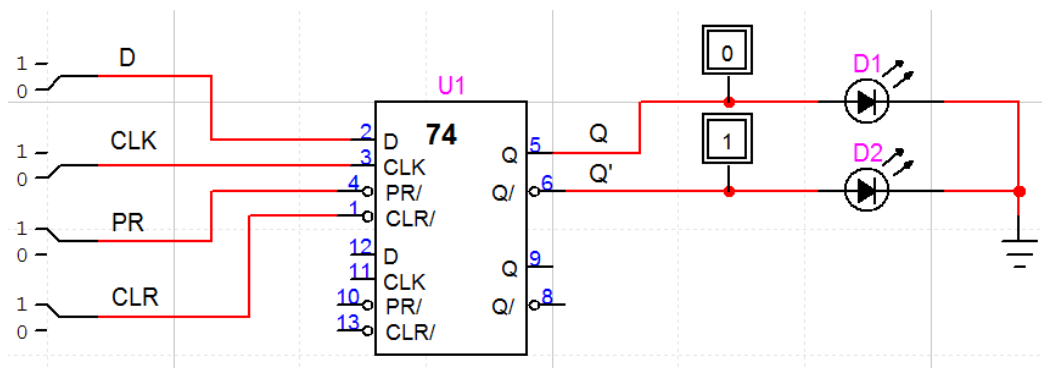 D
1
0
CLK
1
0
PR
1
0
CLR
1
0
U1
74
2 D
3 CLK
4 PR/
1 CLR/
12 D
11 CLK
10 PR/
13 CLR/
Q 5
Q/ 6
Q 9
Q/ 8
Q
Q'
0
1
D1
D2